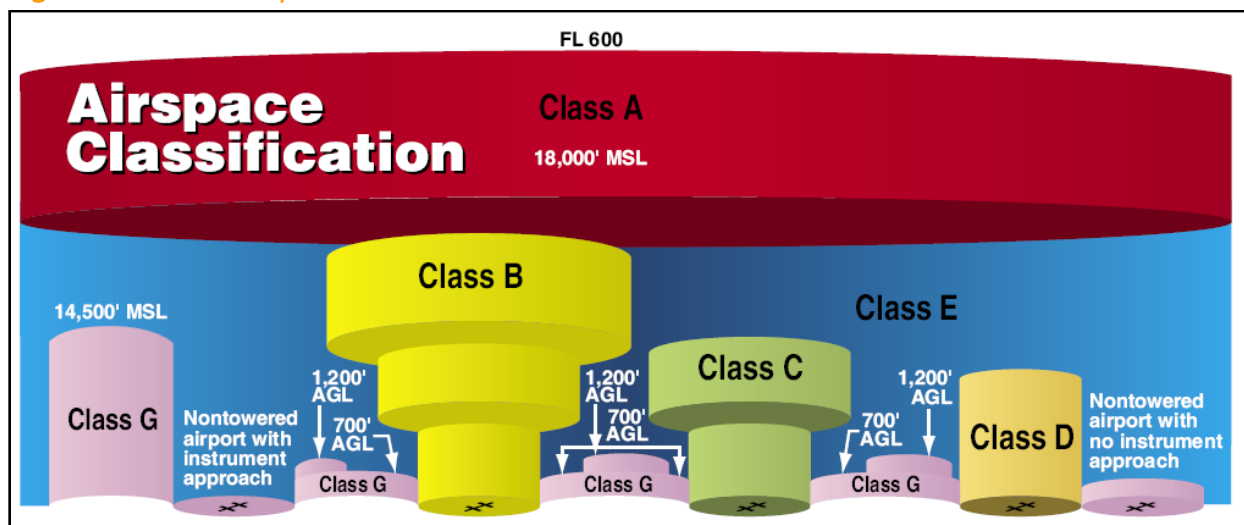 FL 600
Airspace
Classification
Class A
18,000' MSL
Class B
Class E
14,500' MSL
Class C
1,200'
AGL
1,200'
AGL
1,200'
AGL
Class G
Nontowered
airport with
instrument
approach
700'
AGL
700'
AGL
700'
AGL
Class D
Nontowered
airport with
no instrument
approach
Class G
Class G
Class G